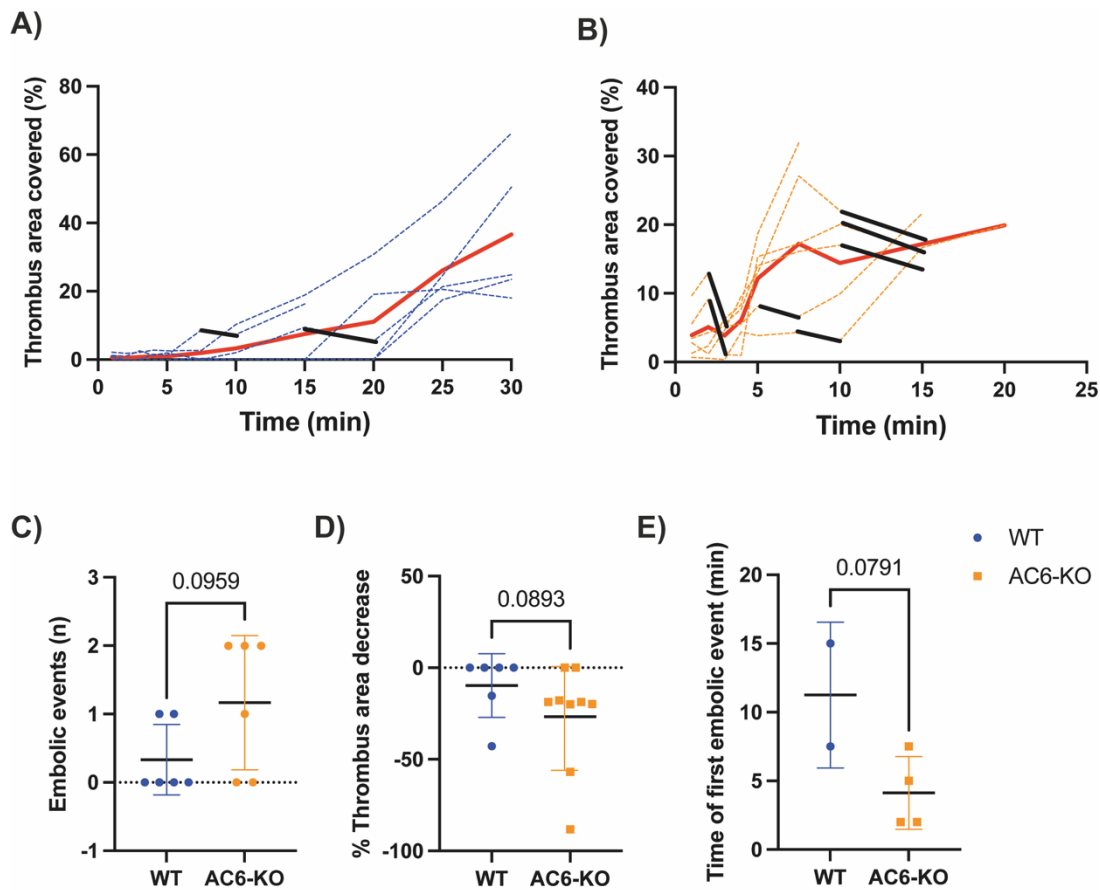 A)
B)
Thrombus area covered (%)
80
60
40
20
0
0 5 10 15 20 25 30
Time (min)
Thrombus area covered (%)
40
30
20
10
0
0 5 10 15 20 25
Time (min)
C)
D)
E)
Embolic events (n)
3
2
1
0
-1
0.0959
WT AC6-KO
% Thrombus area decrease
50
0
-50
-100
0.0893
WT AC6-KO
Time of first embolic event (min)
20
15
10
5
0
0.0791
WT AC6-KO
WT
AC6-KO